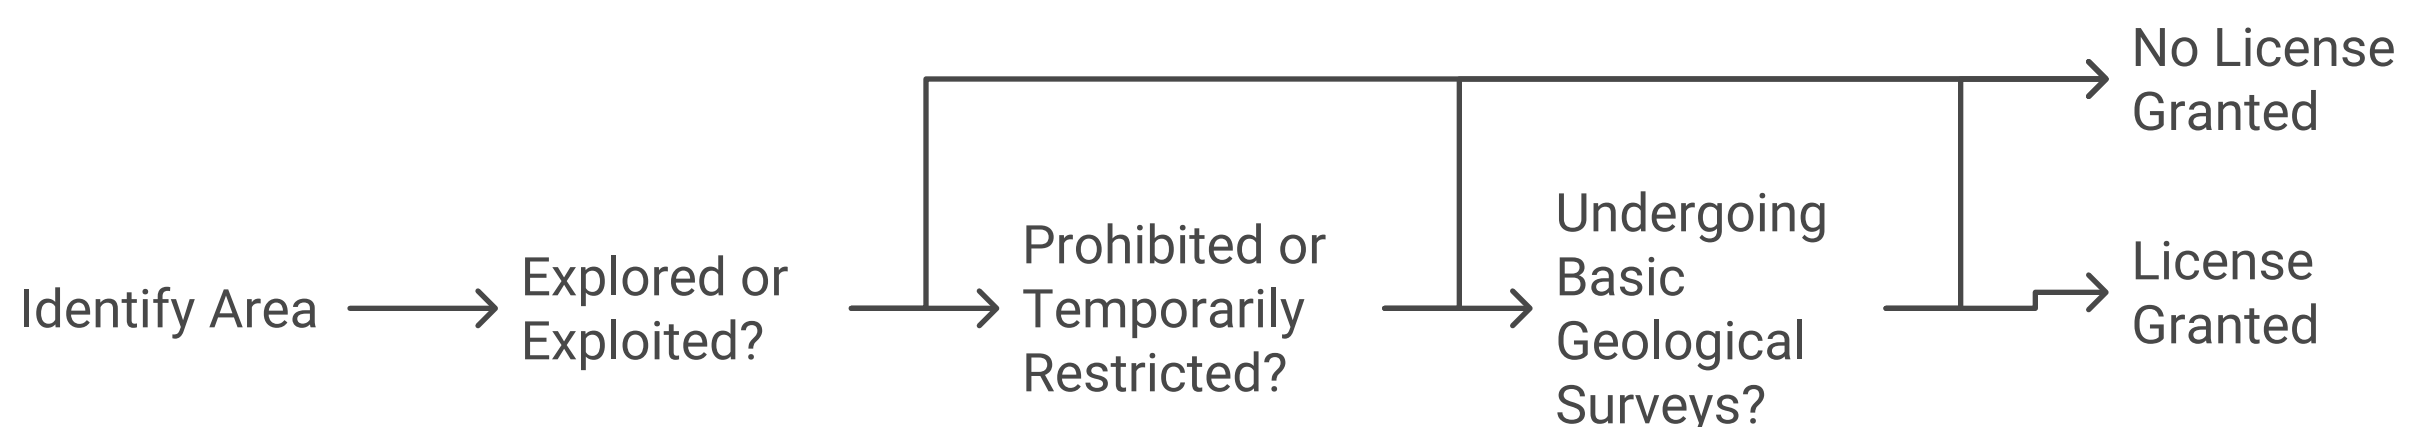 Identify Area
Explored or
Exploited?
Prohibited or
Temporarily
Restricted?
Undergoing
Basic
Geological
Surveys?
No License
Granted
License
Granted